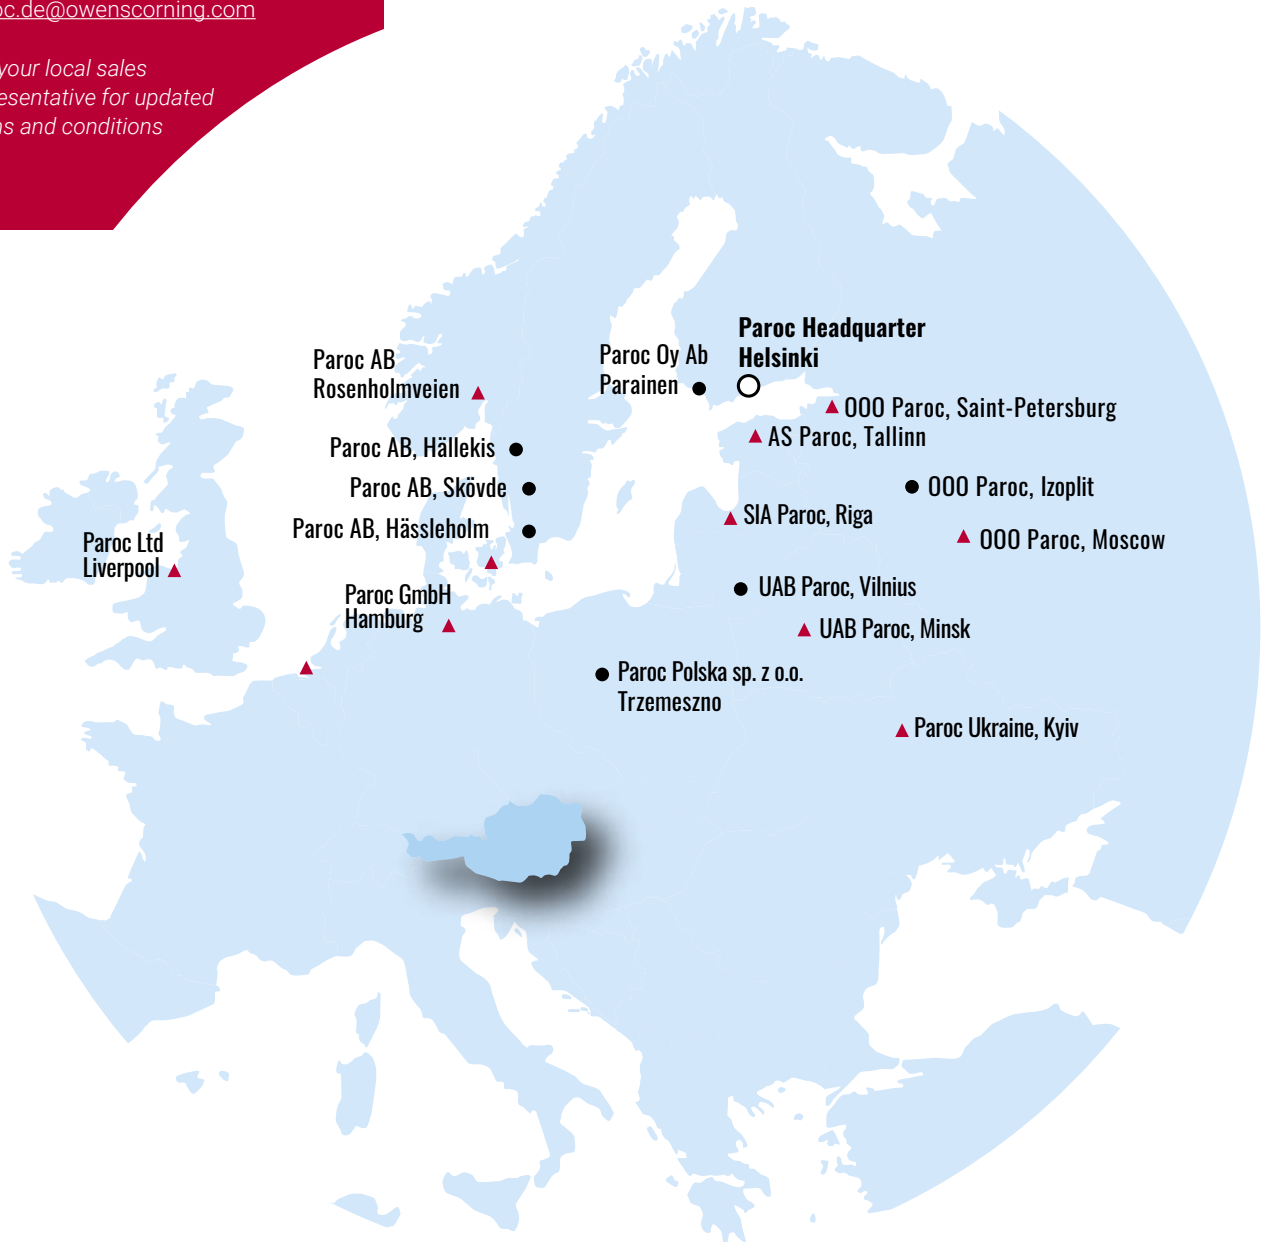 oc.de@owenscorning.com
your local sales
esentative for updated
s and conditions
Paroc Headquarter
Helsinki
Paroc AB
Rosenholmveien
Paroc Oy Ab
Parainen
OOO Paroc, Saint-Petersburg
AS Paroc, Tallinn
Paroc AB, Hällekis
Paroc AB, Skövde
OOO Paroc, Izoplit
SIA Paroc, Riga
Paroc AB, Hässleholm
OOO Paroc, Moscow
Paroc Ltd
Liverpool
Paroc GmbH
Hamburg
UAB Paroc, Vilnius
UAB Paroc, Minsk
Paroc Polska sp. z o.o.
Trzemeszno
Paroc Ukraine, Kyiv